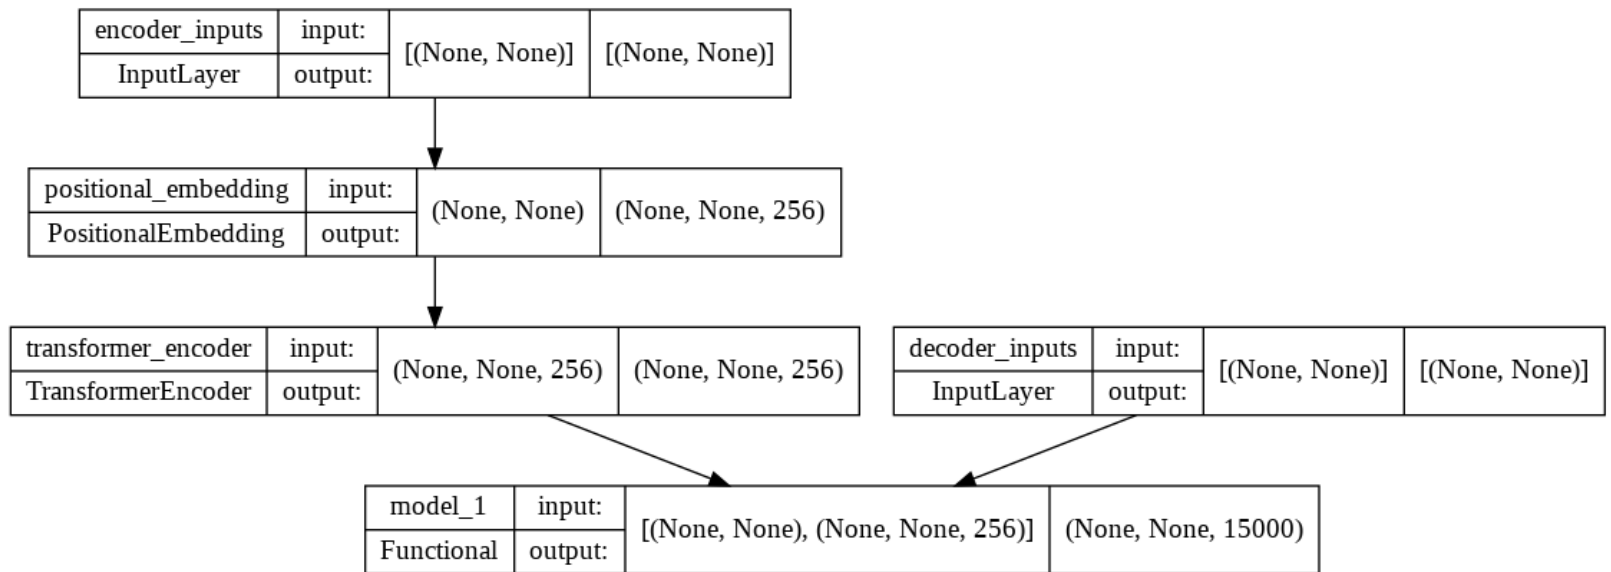 encoder_inputs input: [(None, None)] [(None, None)]
InputLayer output:
positional_embedding input: (None, None) (None, None, 256)
PositionalEmbedding output:
transformer_encoder input: (None, None, 256) (None, None, 256)
TransformerEncoder output:
decoder_inputs input: [(None, None)] [(None, None)]
InputLayer output:
model_1 input: [(None, None), (None, None, 256)] (None, None, 15000)
Functional output: